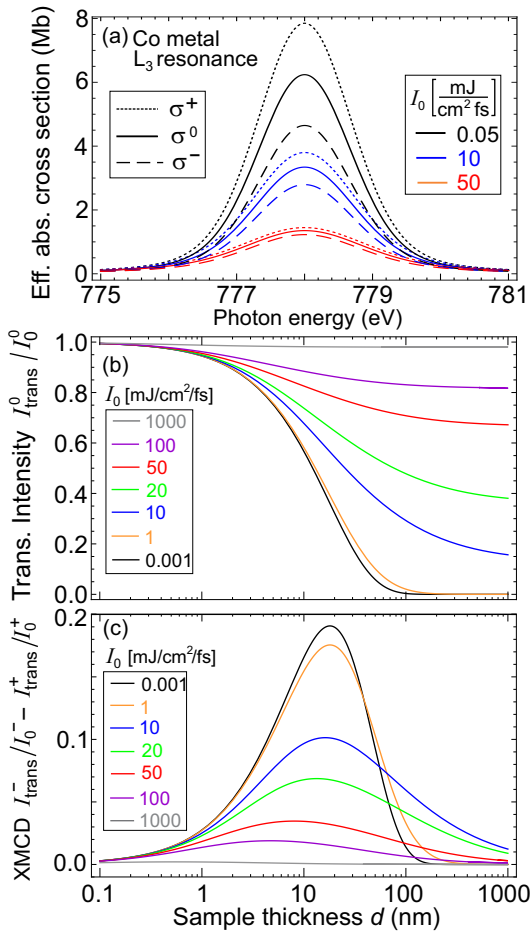 (a) Co metal
L₃ resonance
σ⁺
σ⁰
σ⁻
I₀ [mJ/cm² fs]
0.05
10
50
Eff. abs. cross section (Mb)
8
6
4
2
0
775 777 779 781
Photon energy (eV)
(b)
I₀ [mJ/cm²/fs]
1000
100
50
20
10
1
0.001
Trans. Intensity I⁰trans / I⁰₀
1.0
0.8
0.6
0.4
0.2
0.0
(c)
I₀ [mJ/cm²/fs]
0.001
1
10
20
50
100
1000
XMCD I⁻trans/I₀⁻ − I⁺trans/I₀⁺
0.2
0.1
0.0
0.1 1 10 100 1000
Sample thickness d (nm)